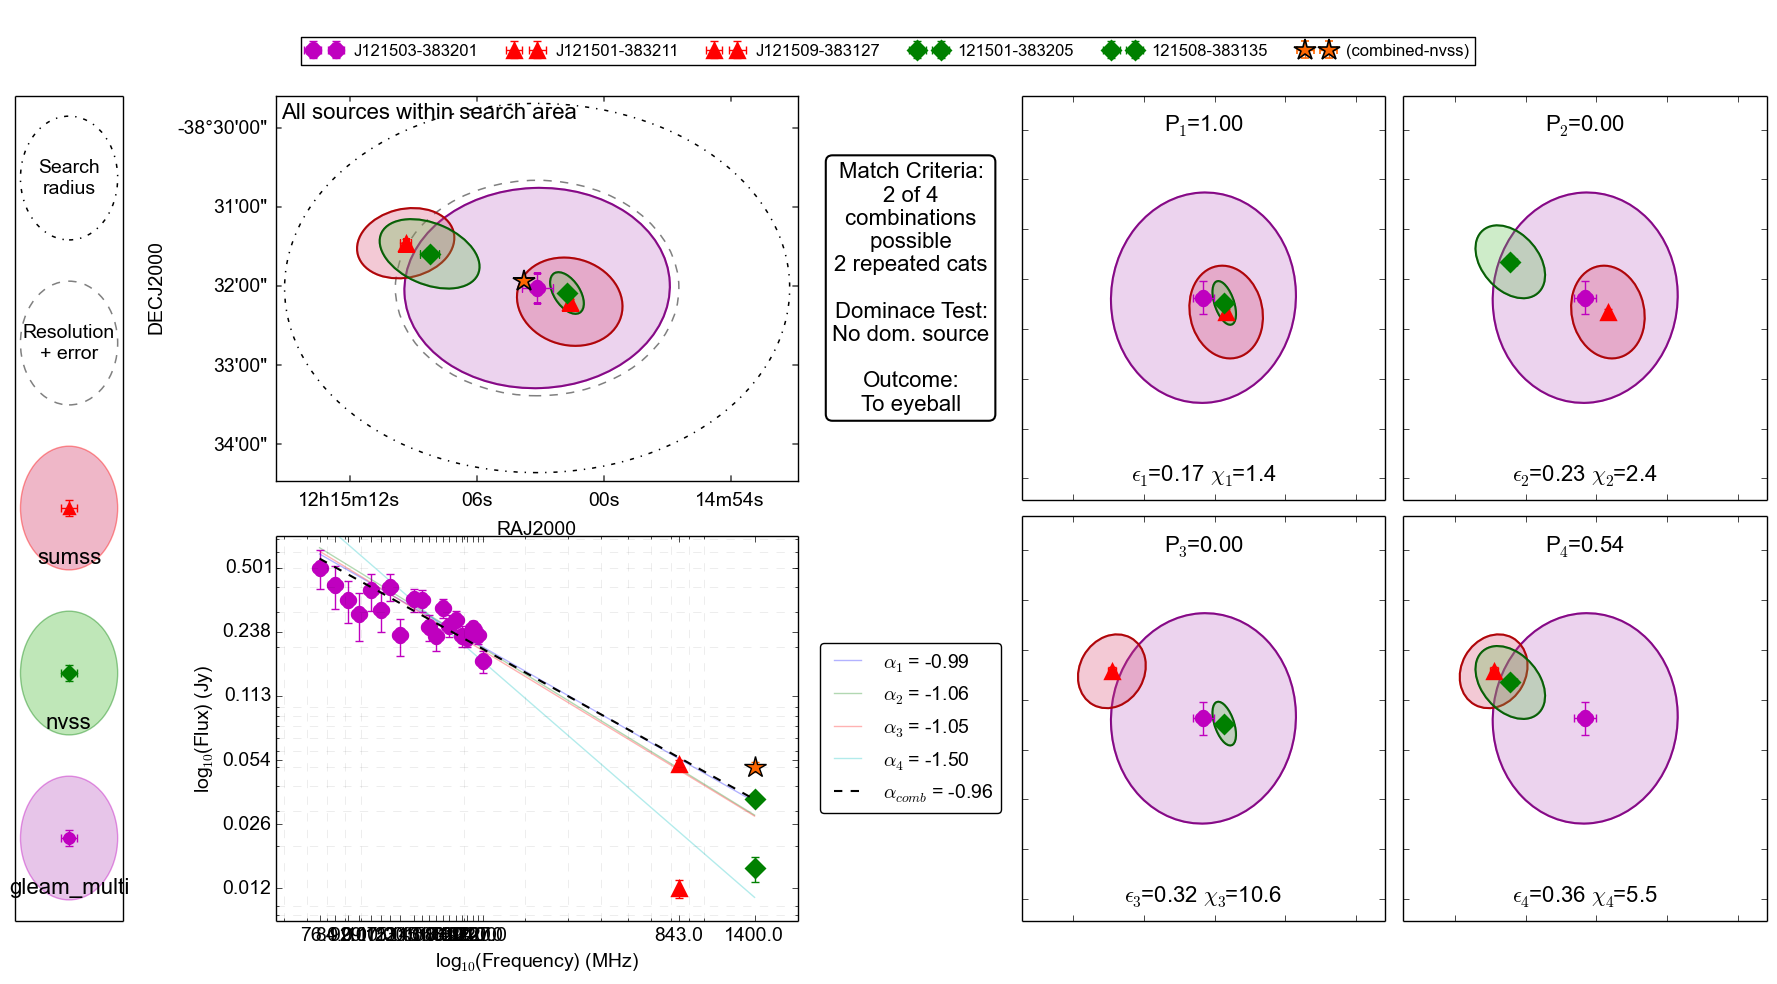 J121503-383201 J121501-383211 J121509-383127 121501-383205 121508-383135 (combined-nvss)
Search
radius
Resolution
+ error
sumss
nvss
gleam_multi
All sources within search area
DECJ2000
-38°30'00"
31'00"
32'00"
33'00"
34'00"
12h15m12s 06s 00s 14m54s
RAJ2000
Match Criteria:
2 of 4
combinations
possible
2 repeated cats
Dominace Test:
No dom. source
Outcome:
To eyeball
P1=1.00
ϵ1=0.17 χ1=1.4
P2=0.00
ϵ2=0.23 χ2=2.4
P3=0.00
ϵ3=0.32 χ3=10.6
P4=0.54
ϵ4=0.36 χ4=5.5
log10(Flux) (Jy)
0.501
0.238
0.113
0.054
0.026
0.012
843.0 1400.0
log10(Frequency) (MHz)
α1 = -0.99
α2 = -1.06
α3 = -1.05
α4 = -1.50
αcomb = -0.96